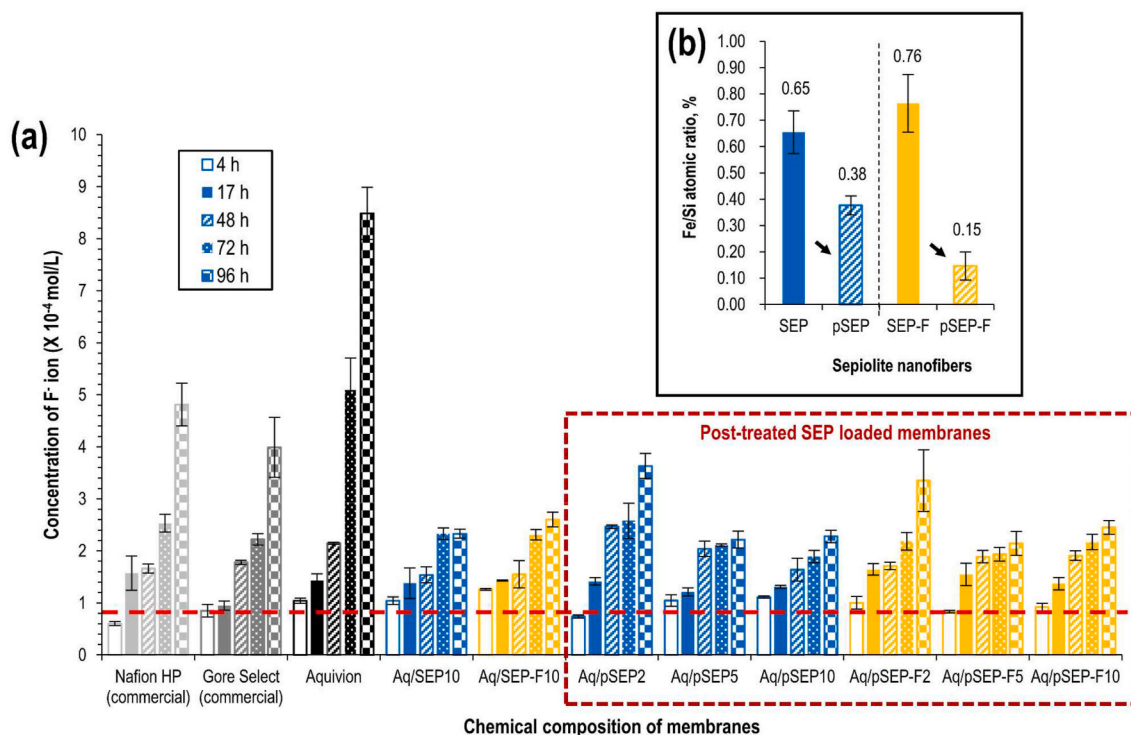 (a)
Concentration of F- ion (X 10-4 mol/L)
10
9
8
7
6
5
4
3
2
1
0
4 h
17 h
48 h
72 h
96 h
(b)
Fe/Si atomic ratio, %
1.00
0.90
0.80
0.70
0.60
0.50
0.40
0.30
0.20
0.10
0.00
0.65
0.38
0.76
0.15
SEP pSEP SEP-F pSEP-F
Sepiolite nanofibers
Post-treated SEP loaded membranes
Nafion HP Gore Select Aquivion Aq/SEP10 Aq/SEP-F10 Aq/pSEP2 Aq/pSEP5 Aq/pSEP10 Aq/pSEP-F2 Aq/pSEP-F5 Aq/pSEP-F10
(commercial) (commercial)
Chemical composition of membranes